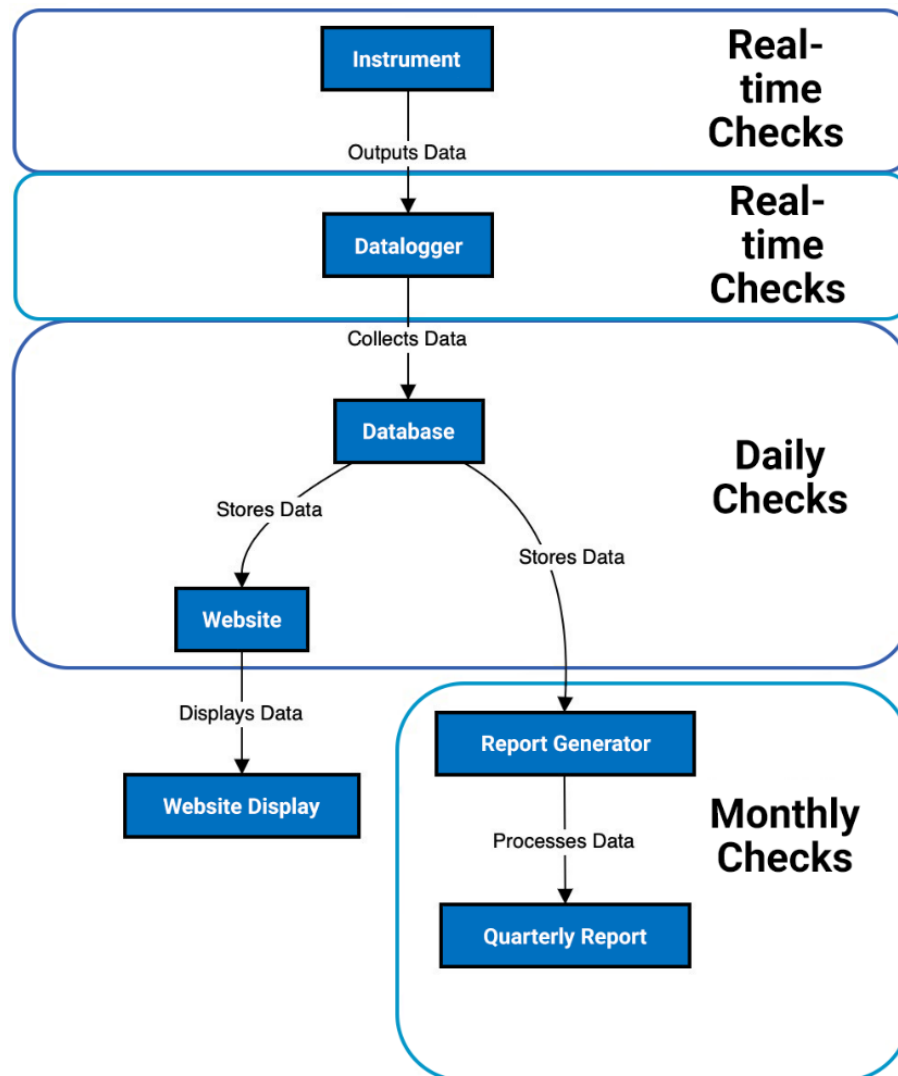 Instrument
Real-
time
Checks
Outputs Data
Datalogger
Real-
time
Checks
Collects Data
Database
Daily
Checks
Stores Data
Stores Data
Website
Displays Data
Report Generator
Website Display
Monthly
Checks
Processes Data
Quarterly Report